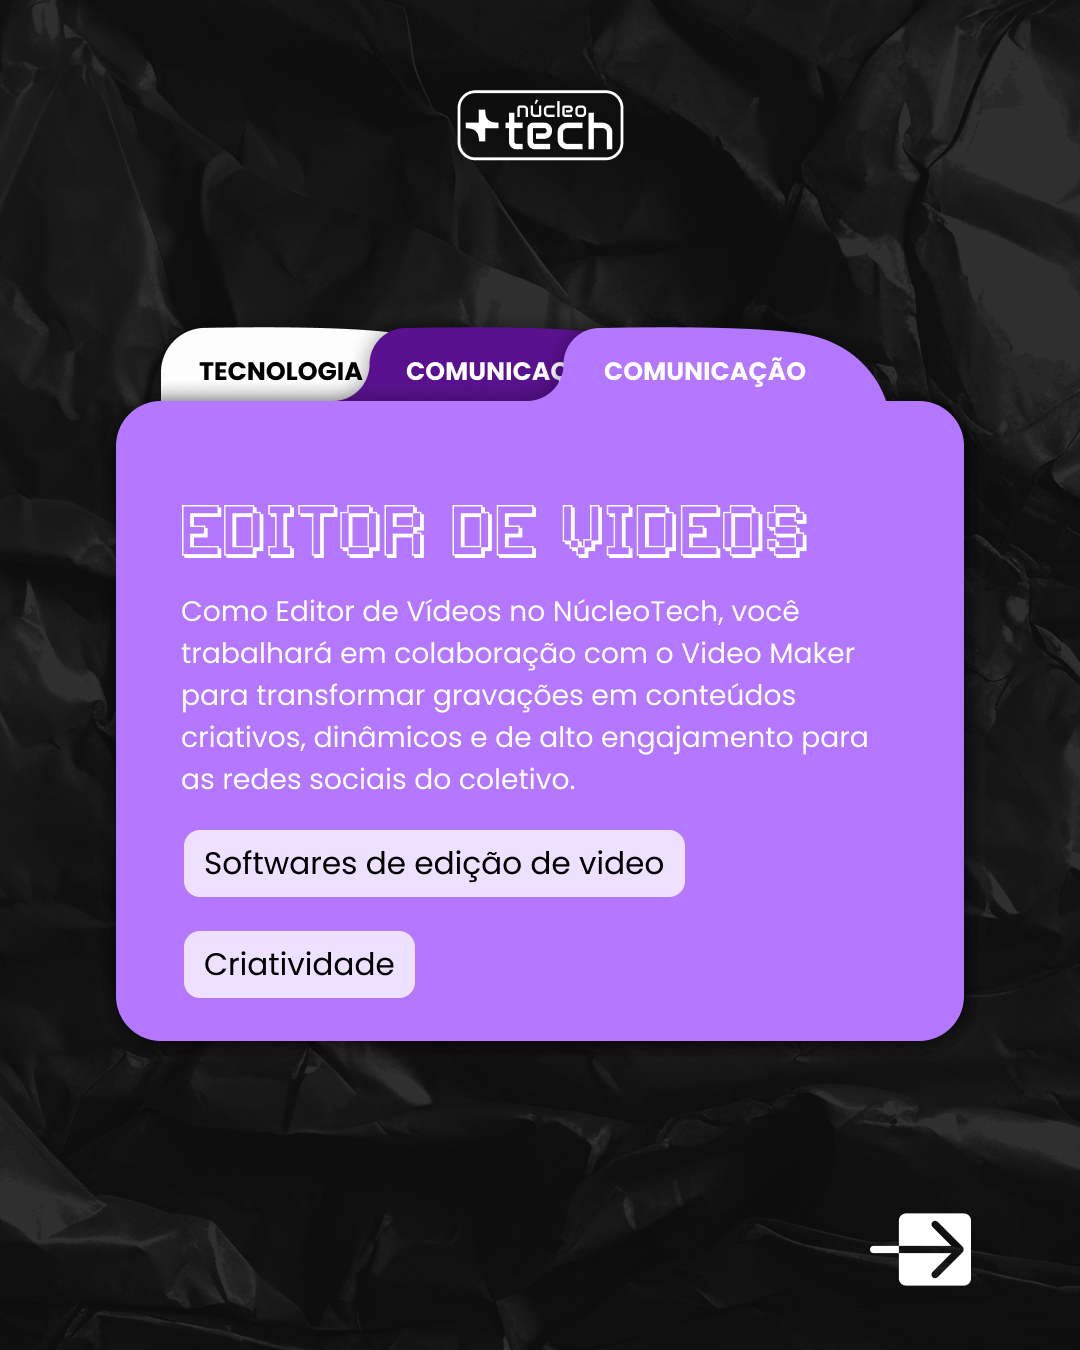 núcleo
tech
TECNOLOGIA COMUNICAÇ COMUNICAÇÃO
EDITOR DE VIDEOS
Como Editor de Vídeos no NúcleoTech, você
trabalhará em colaboração com o Video Maker
para transformar gravações em conteúdos
criativos, dinâmicos e de alto engajamento para
as redes sociais do coletivo.
Softwares de edição de video
Criatividade